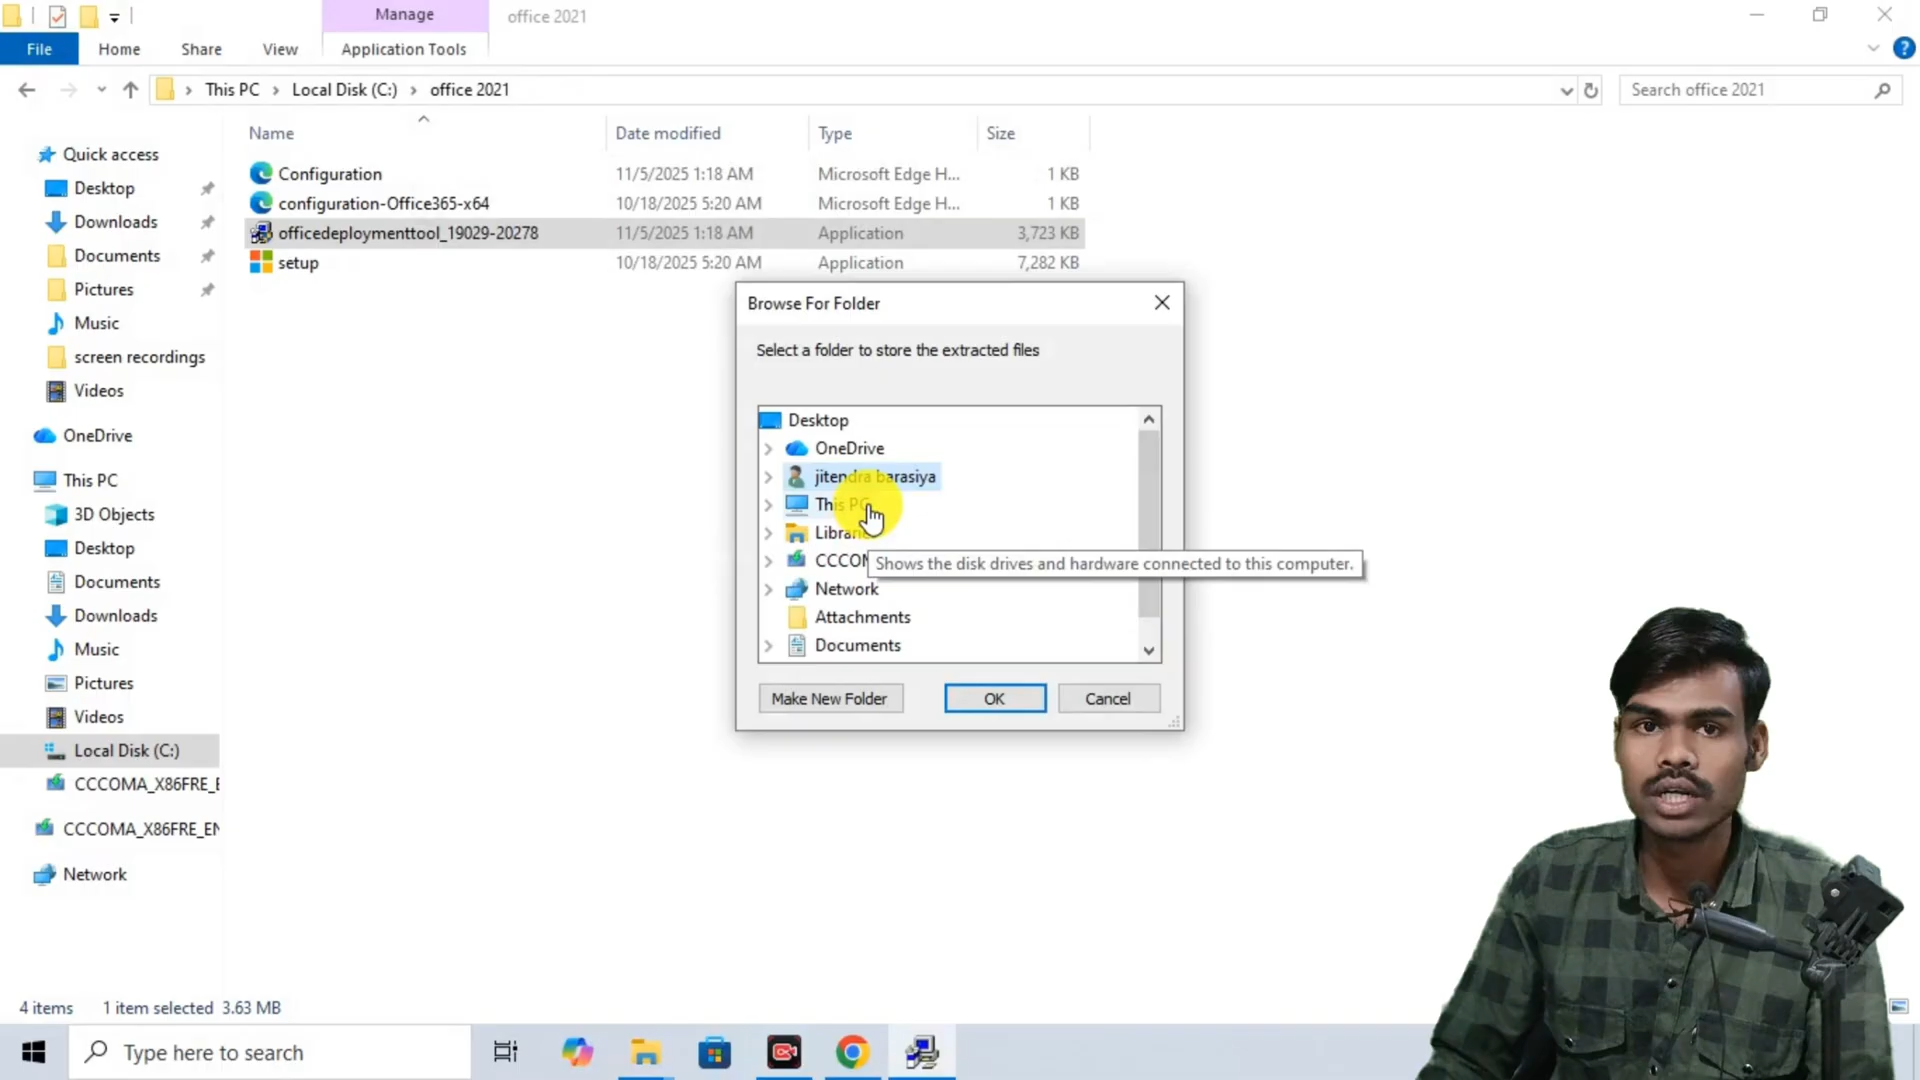 Manage
office 2021
File
Home
Share
View
Application Tools
This PC
Local Disk (C:)
office 2021
Search office 2021
Name
Date modified
Type
Size
Configuration
11/5/2025 1:18 AM
Microsoft Edge H...
1 KB
configuration-Office365-x64
10/18/2025 5:20 AM
Microsoft Edge H...
1 KB
officedeploymenttool_19029-20278
11/5/2025 1:18 AM
Application
3,723 KB
setup
10/18/2025 5:20 AM
Application
7,282 KB
Quick access
Desktop
Downloads
Documents
Pictures
Music
screen recordings
Videos
OneDrive
This PC
3D Objects
Desktop
Documents
Downloads
Music
Pictures
Videos
Local Disk (C:)
CCCOMA_X86FRE_E
CCCOMA_X86FRE_EN
Network
Browse For Folder
Select a folder to store the extracted files
Desktop
OneDrive
jitendra barasiya
This PC
Librar
CCCOM
Shows the disk drives and hardware connected to this computer.
Network
Attachments
Documents
Make New Folder
OK
Cancel
4 items
1 item selected 3.63 MB
Type here to search